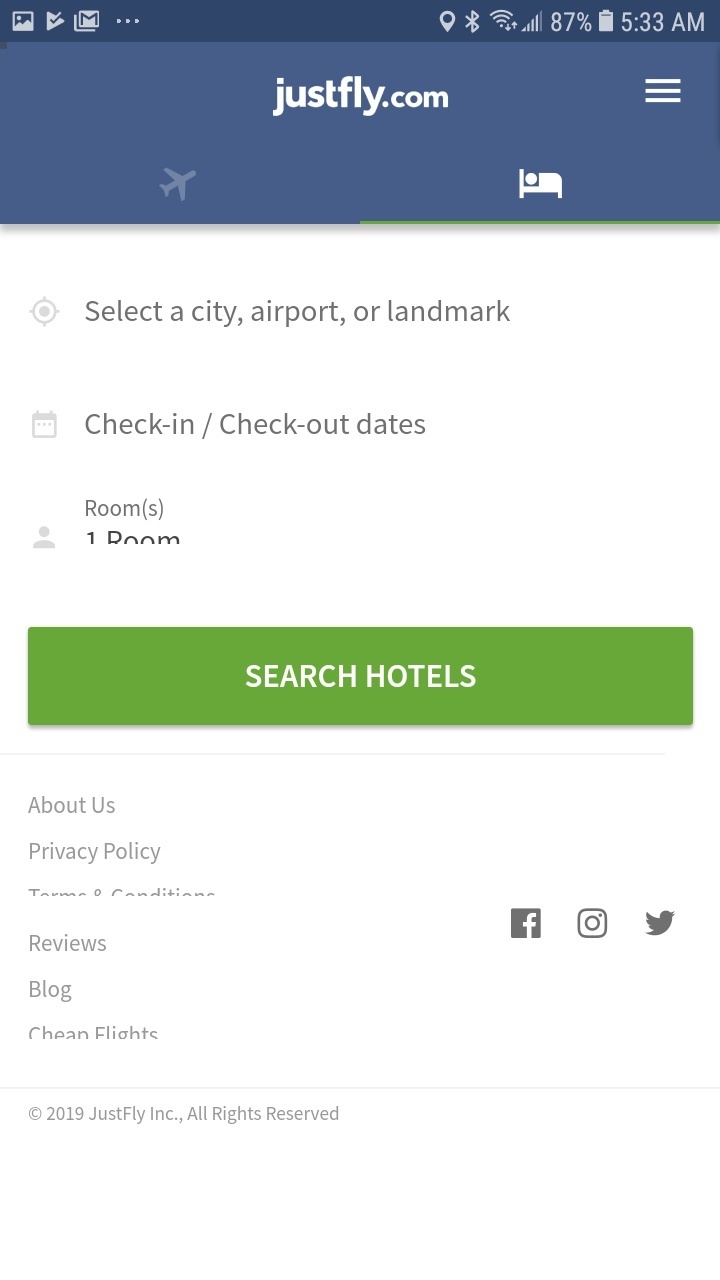 87% 5:33 AM
justfly.com
Select a city, airport, or landmark
Check-in / Check-out dates
Room(s)
1 Room
SEARCH HOTELS
About Us
Privacy Policy
Terms & Conditions
Reviews
Blog
Cheap Flights
© 2019 JustFly Inc., All Rights Reserved